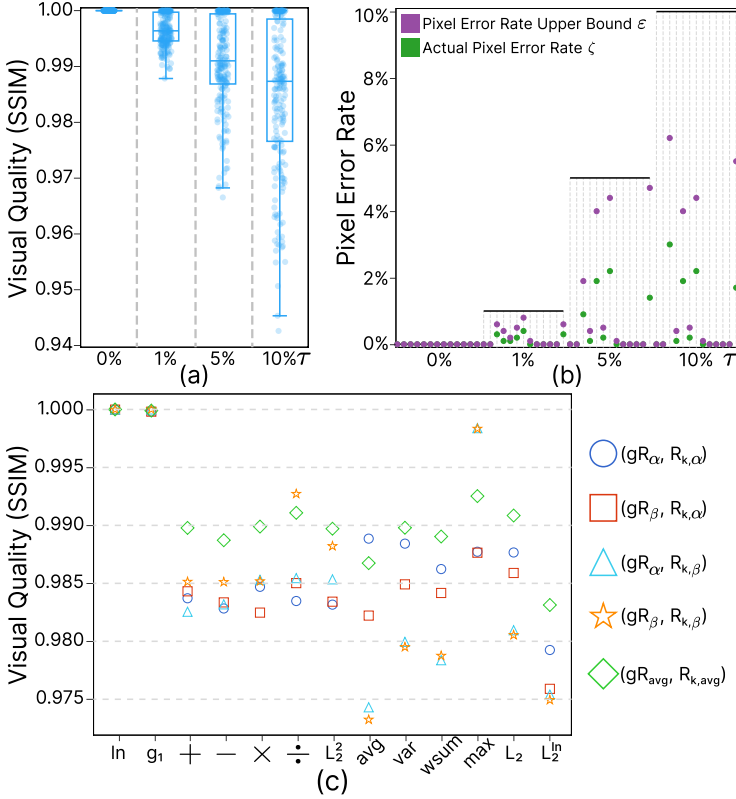 Visual Quality (SSIM)
1.00
0.99
0.98
0.97
0.96
0.95
0.94
0% 1% 5% 10% τ
(a)
Pixel Error Rate
10%
8%
6%
4%
2%
0%
Pixel Error Rate Upper Bound ε
Actual Pixel Error Rate ζ
0% 1% 5% 10% τ
(b)
Visual Quality (SSIM)
1.000
0.995
0.990
0.985
0.980
0.975
In g₁ + − × ÷ L₂² avg var wsum max L₂ L₂ᴵⁿ
(c)
(gRα, Rk,α)
(gRβ, Rk,α)
(gRα, Rk,β)
(gRβ, Rk,β)
(gRavg, Rk,avg)